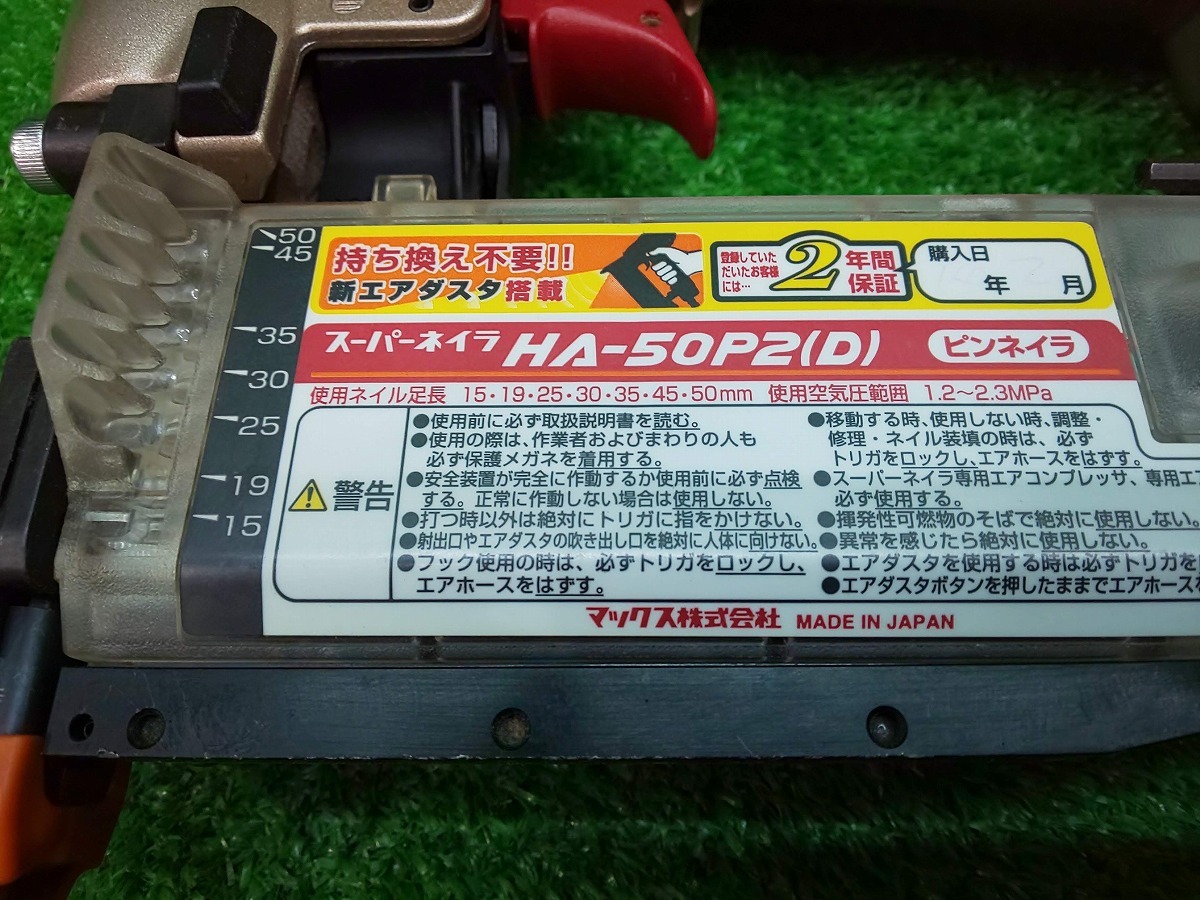 50
45
35
30
25
19
15
持ち換え不要!!
新エアダスタ搭載
登録していた
だいたお客様
には…
2年間
保証
購入日
年 月
スーパーネイラ HA-50P2(D) ピンネイラ
使用ネイル足長 15・19・25・30・35・45・50mm 使用空気圧範囲 1.2〜2.3MPa
警告
●使用前に必ず取扱説明書を読む。
●使用の際は、作業者およびまわりの人も
必ず保護メガネを着用する。
●安全装置が完全に作動するか使用前に必ず点検
する。正常に作動しない場合は使用しない。
●打つ時以外は絶対にトリガに指をかけない。
●射出口やエアダスタの吹き出し口を絶対に人体に向けない。
●フック使用の時は、必ずトリガをロックし、
エアホースをはずす。
●移動する時、使用しない時、調整・
修理・ネイル装填の時は、必ず
トリガをロックし、エアホースをはずす。
●スーパーネイラ専用エアコンプレッサ、専用エ
必ず使用する。
●揮発性可燃物のそばで絶対に使用しない。
●異常を感じたら絶対に使用しない。
●エアダスタを使用する時は必ずトリガを
●エアダスタボタンを押したままでエアホース
マックス株式会社 MADE IN JAPAN